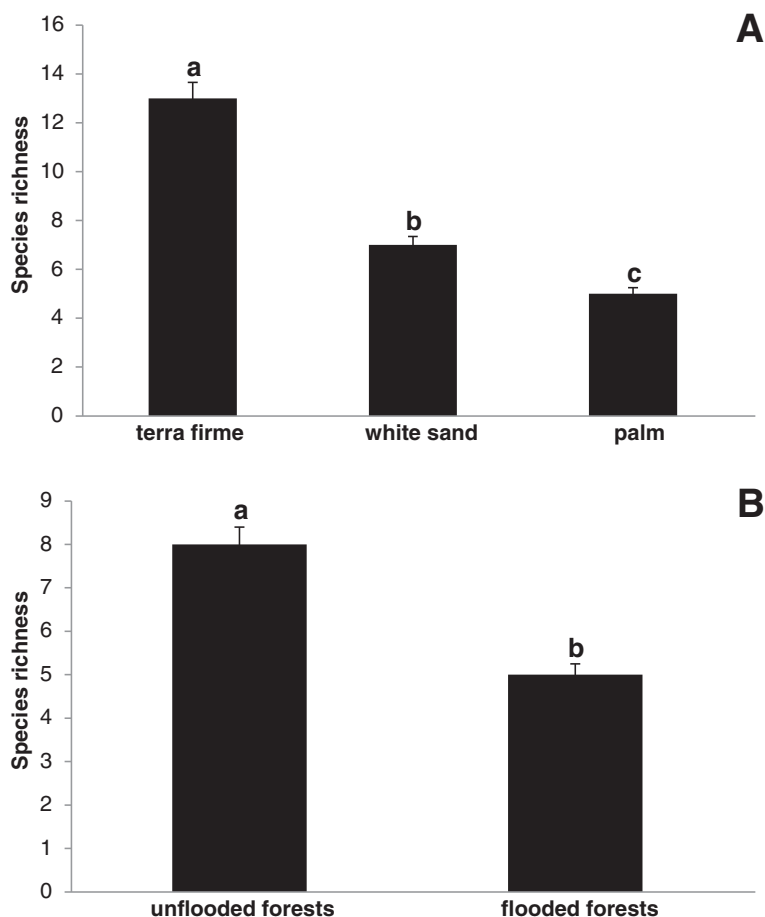 A
Species richness
16
14
12
10
8
6
4
2
0
a
b
c
terra firme white sand palm
B
Species richness
9
8
7
6
5
4
3
2
1
0
a
b
unflooded forests flooded forests